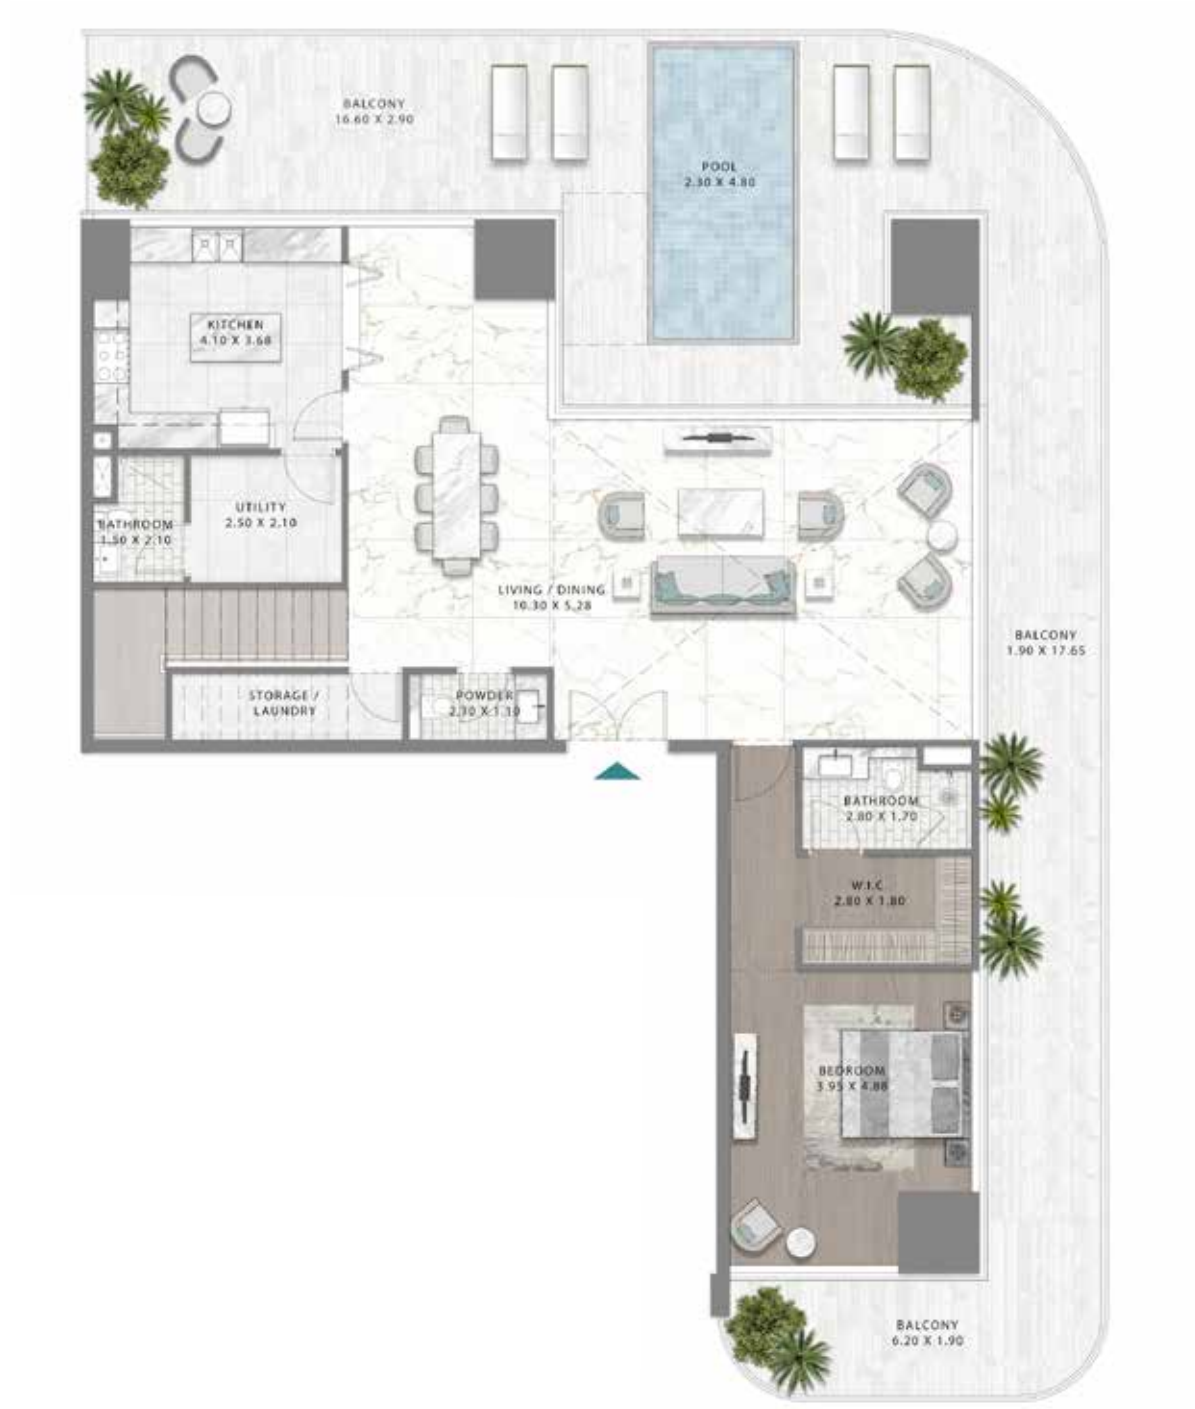 BALCONY
16.60 X 2.90
POOL
2.30 X 4.80
KITCHEN
4.10 X 3.68
UTILITY
2.50 X 2.10
BATHROOM
1.50 X 2.10
LIVING / DINING
10.30 X 5.28
BALCONY
1.90 X 17.65
STORAGE /
LAUNDRY
POWDER
2.30 X 1.10
BATHROOM
2.80 X 1.70
W.I.C
2.80 X 1.80
BEDROOM
3.95 X 4.88
BALCONY
6.20 X 1.90